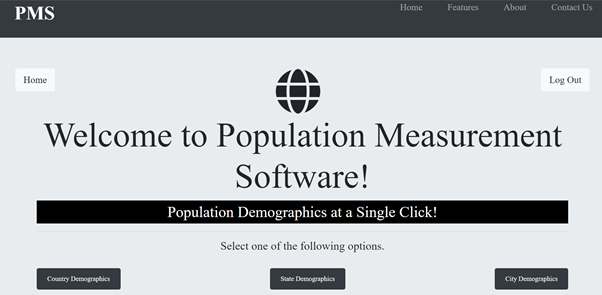 PMS Home Features About Contact Us
Home Log Out
Welcome to Population Measurement
Software!
Population Demographics at a Single Click!
Select one of the following options.
Country Demographics State Demographics City Demographics